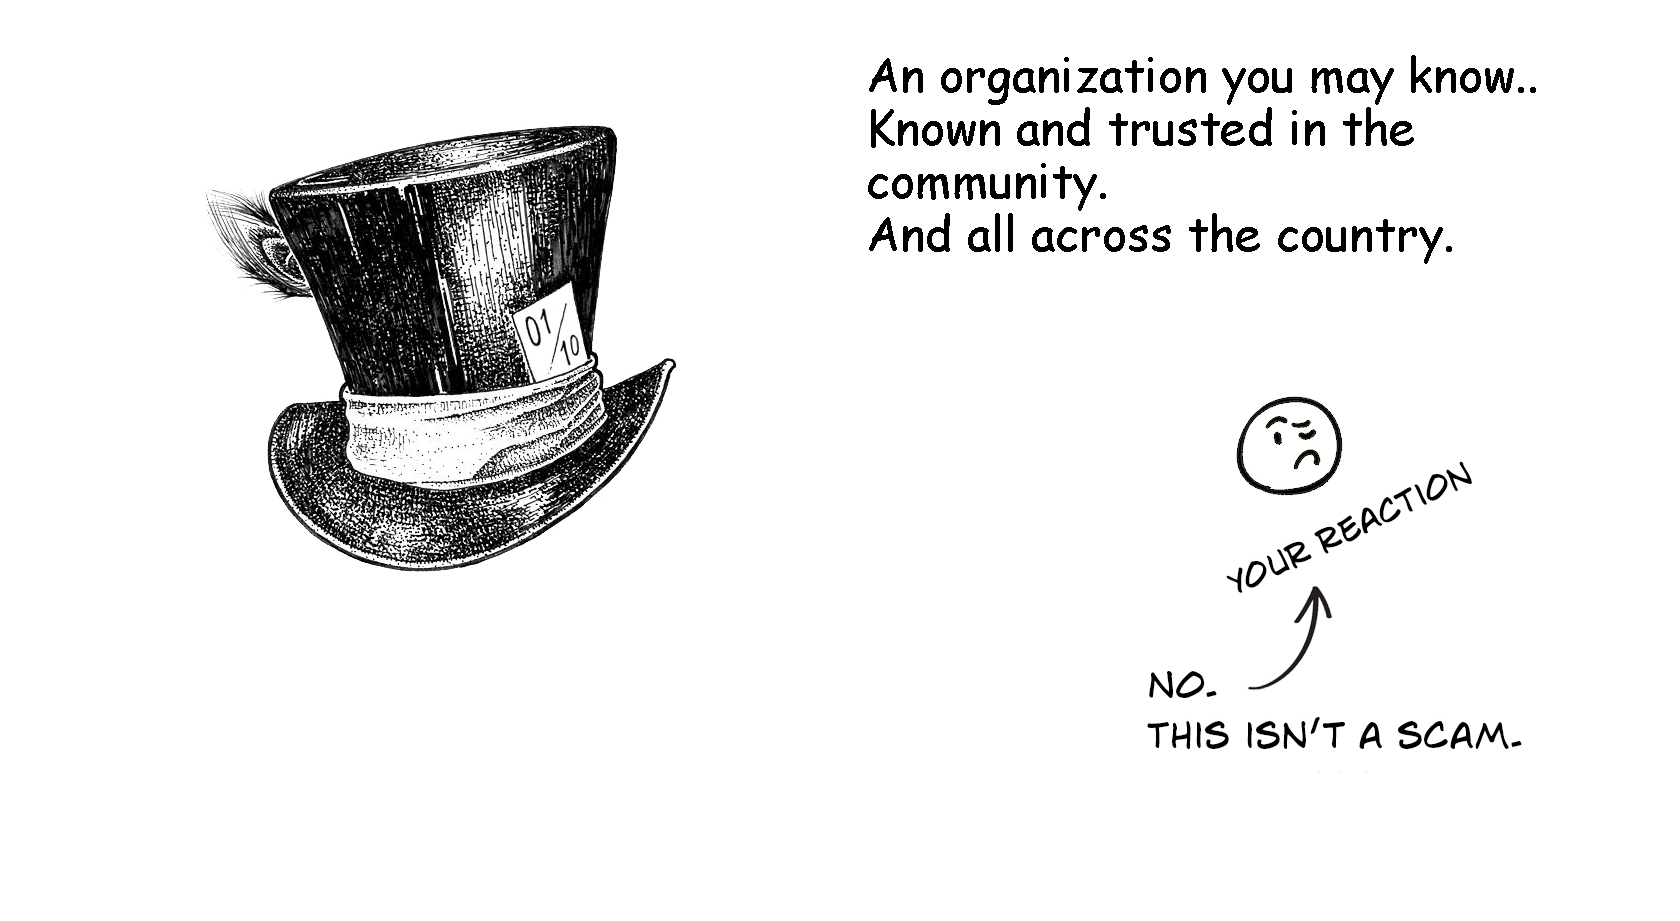 An organization you may know..
Known and trusted in the
community.
And all across the country.
01/10
YOUR REACTION
NO.
THIS ISN'T A SCAM.